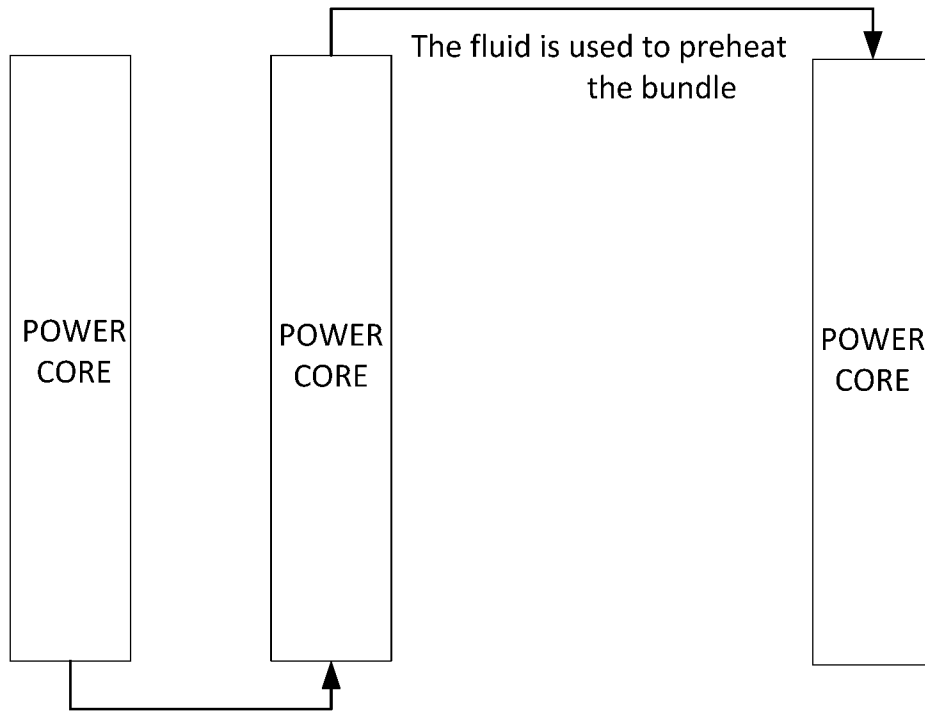 The fluid is used to preheat
the bundle
POWER
CORE
POWER
CORE
POWER
CORE